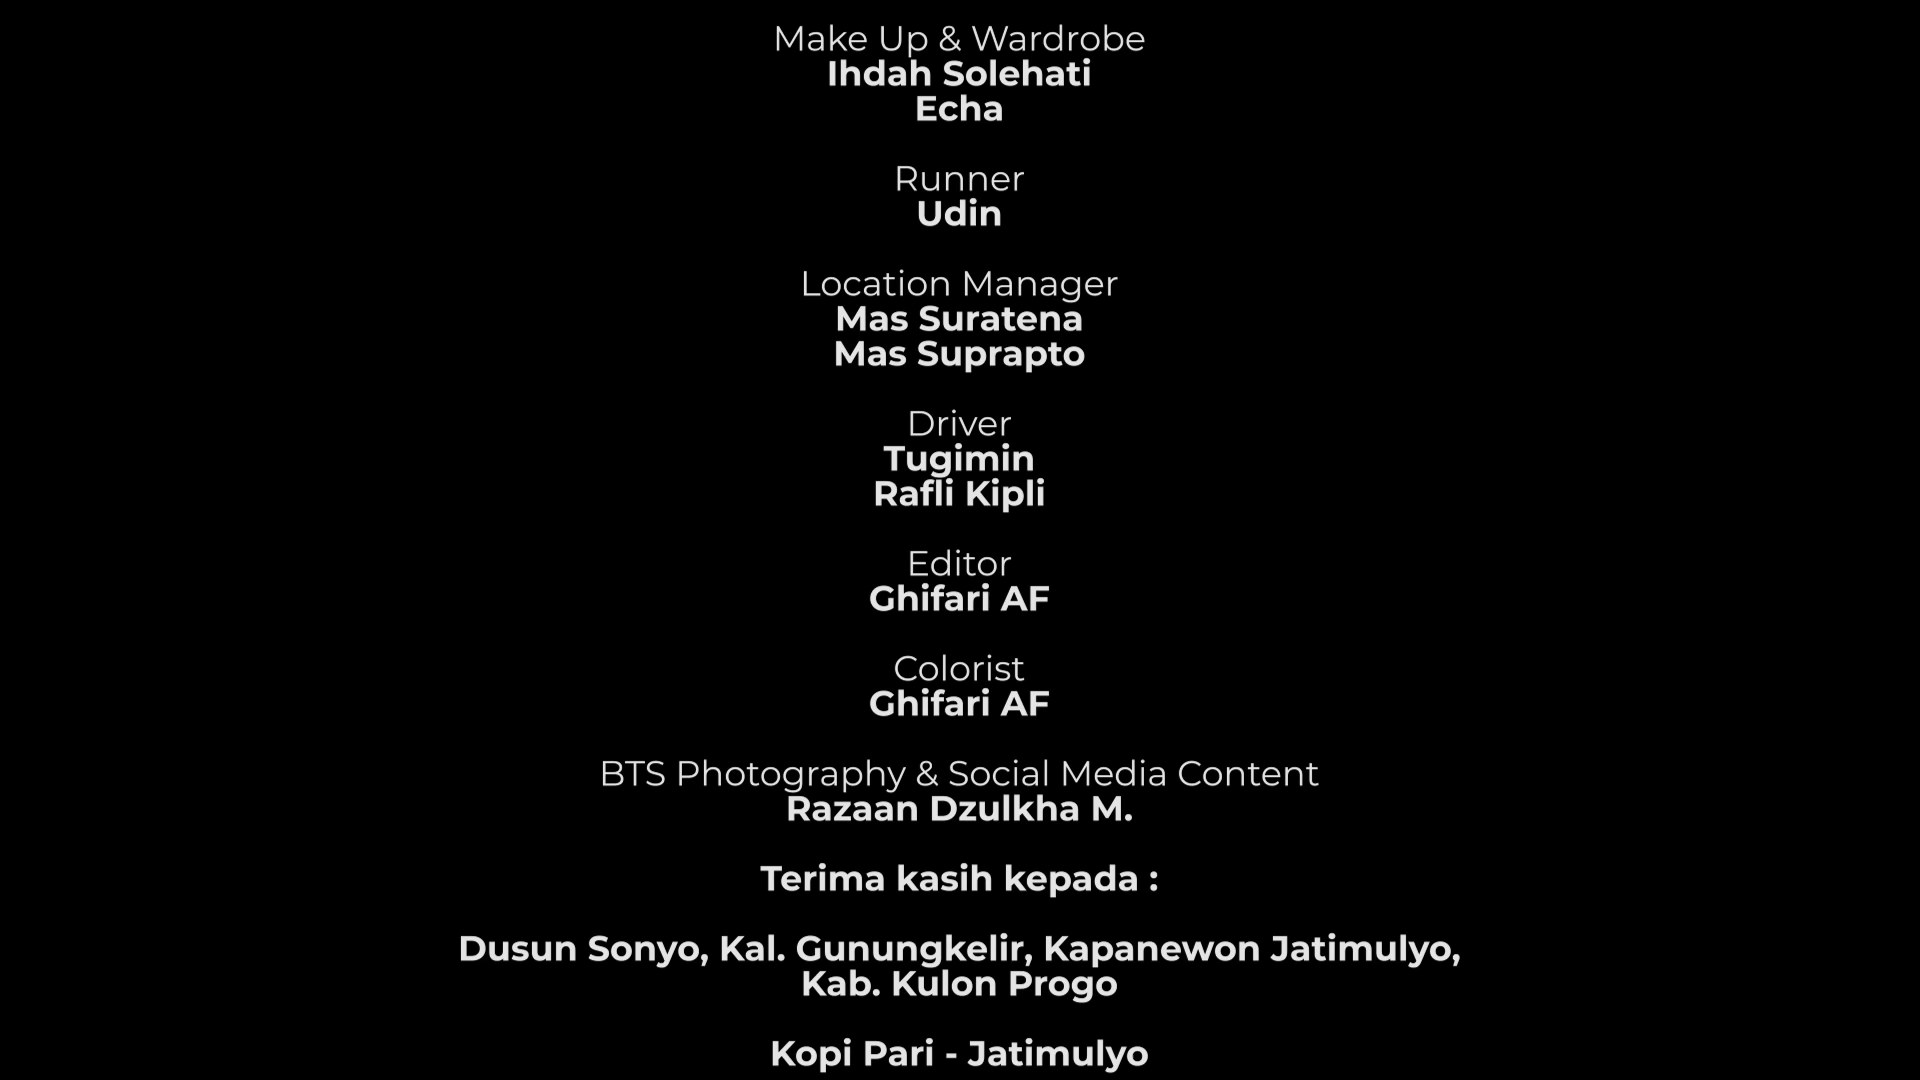 Make Up & Wardrobe
Ihdah Solehati
Echa
Runner
Udin
Location Manager
Mas Suratena
Mas Suprapto
Driver
Tugimin
Rafli Kipli
Editor
Ghifari AF
Colorist
Ghifari AF
BTS Photography & Social Media Content
Razaan Dzulkha M.
Terima kasih kepada :
Dusun Sonyo, Kal. Gunungkelir, Kapanewon Jatimulyo,
Kab. Kulon Progo
Kopi Pari - Jatimulyo